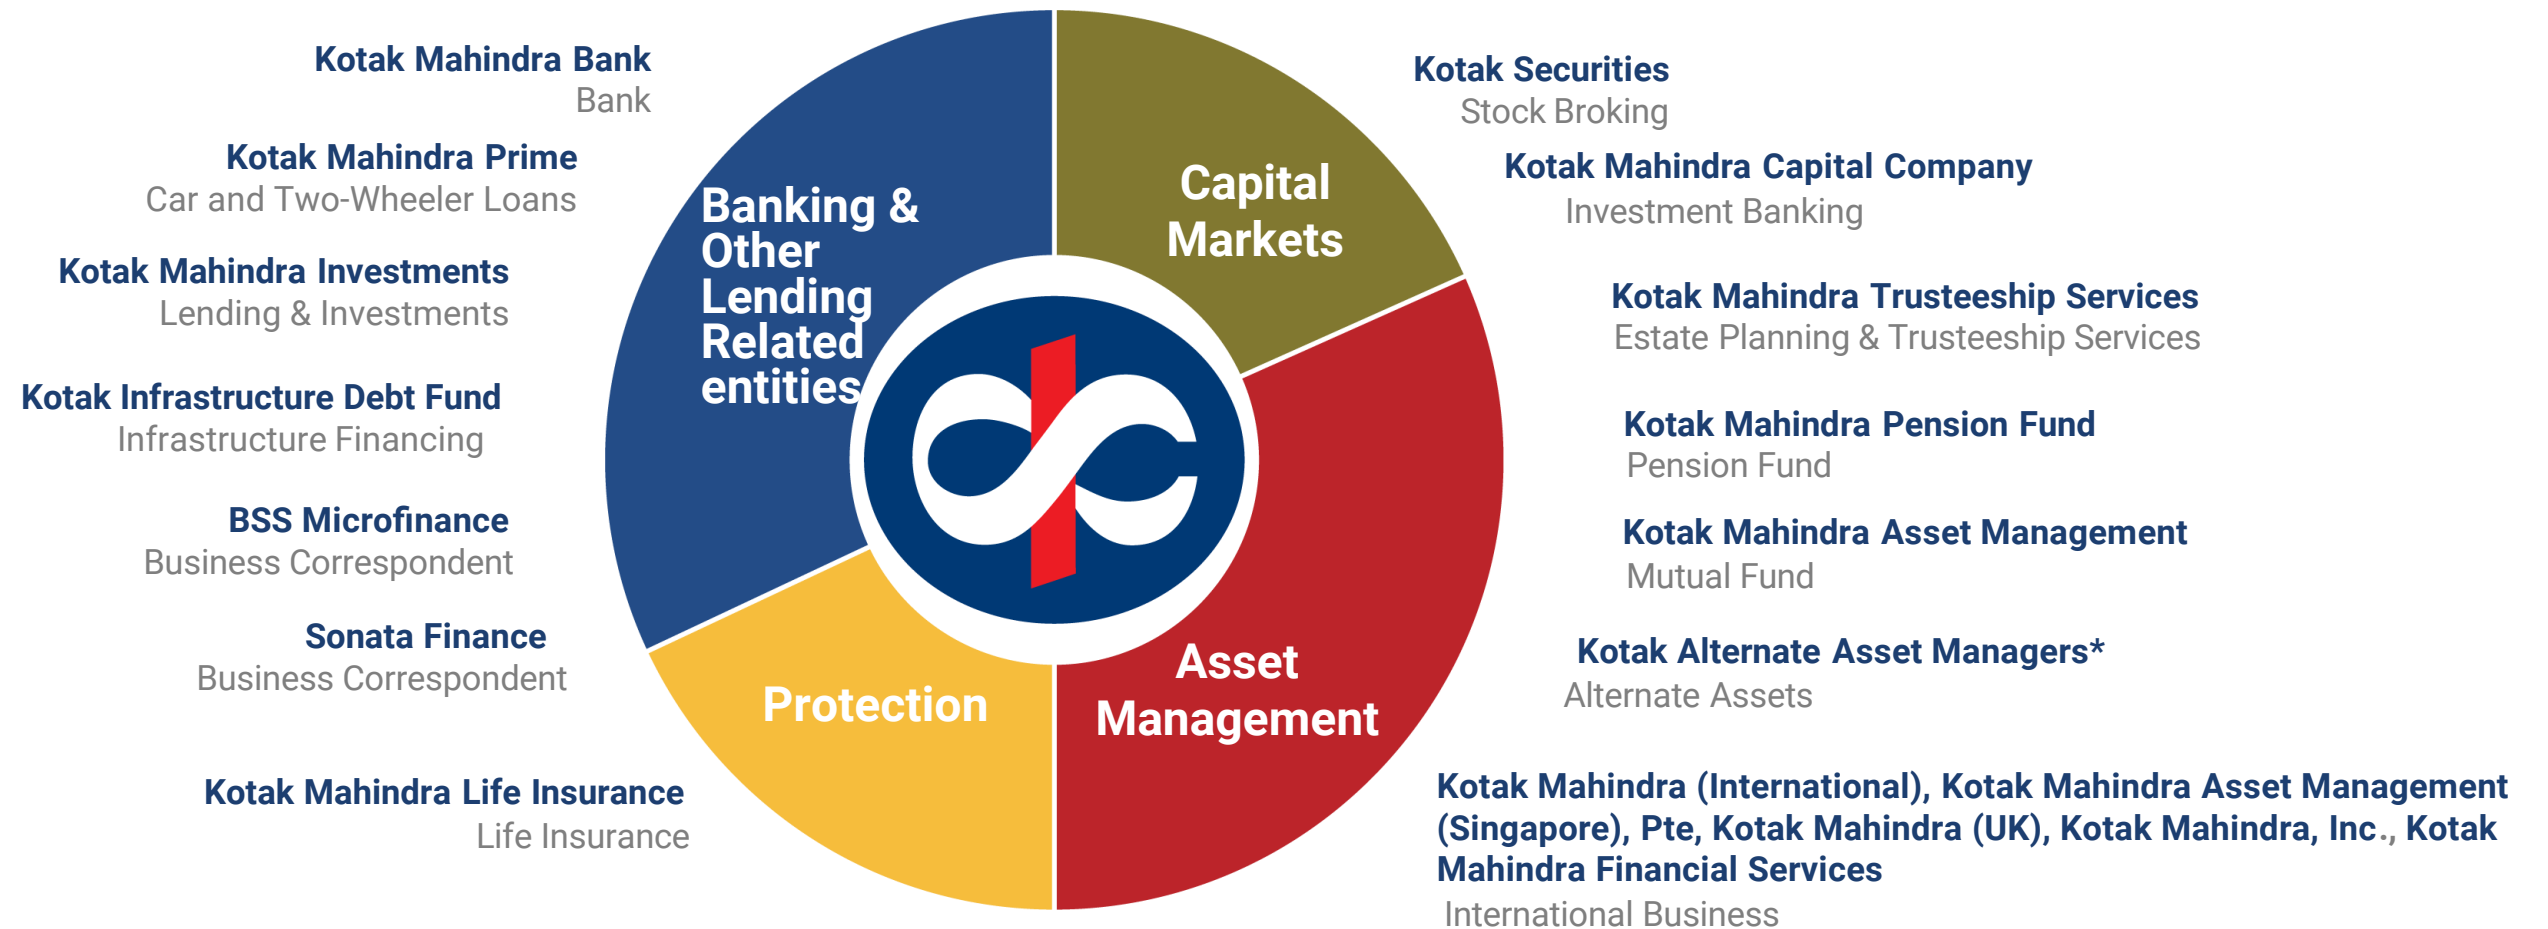 Kotak Mahindra Bank
Bank
Kotak Mahindra Prime
Car and Two-Wheeler Loans
Kotak Mahindra Investments
Lending & Investments
Kotak Infrastructure Debt Fund
Infrastructure Financing
BSS Microfinance
Business Correspondent
Sonata Finance
Business Correspondent
Kotak Mahindra Life Insurance
Life Insurance
Banking &
Other
Lending
Related
entities
Capital
Markets
Protection
Asset
Management
Kotak Securities
Stock Broking
Kotak Mahindra Capital Company
Investment Banking
Kotak Mahindra Trusteeship Services
Estate Planning & Trusteeship Services
Kotak Mahindra Pension Fund
Pension Fund
Kotak Mahindra Asset Management
Mutual Fund
Kotak Alternate Asset Managers*
Alternate Assets
Kotak Mahindra (International), Kotak Mahindra Asset Management
(Singapore), Pte, Kotak Mahindra (UK), Kotak Mahindra, Inc., Kotak
Mahindra Financial Services
International Business